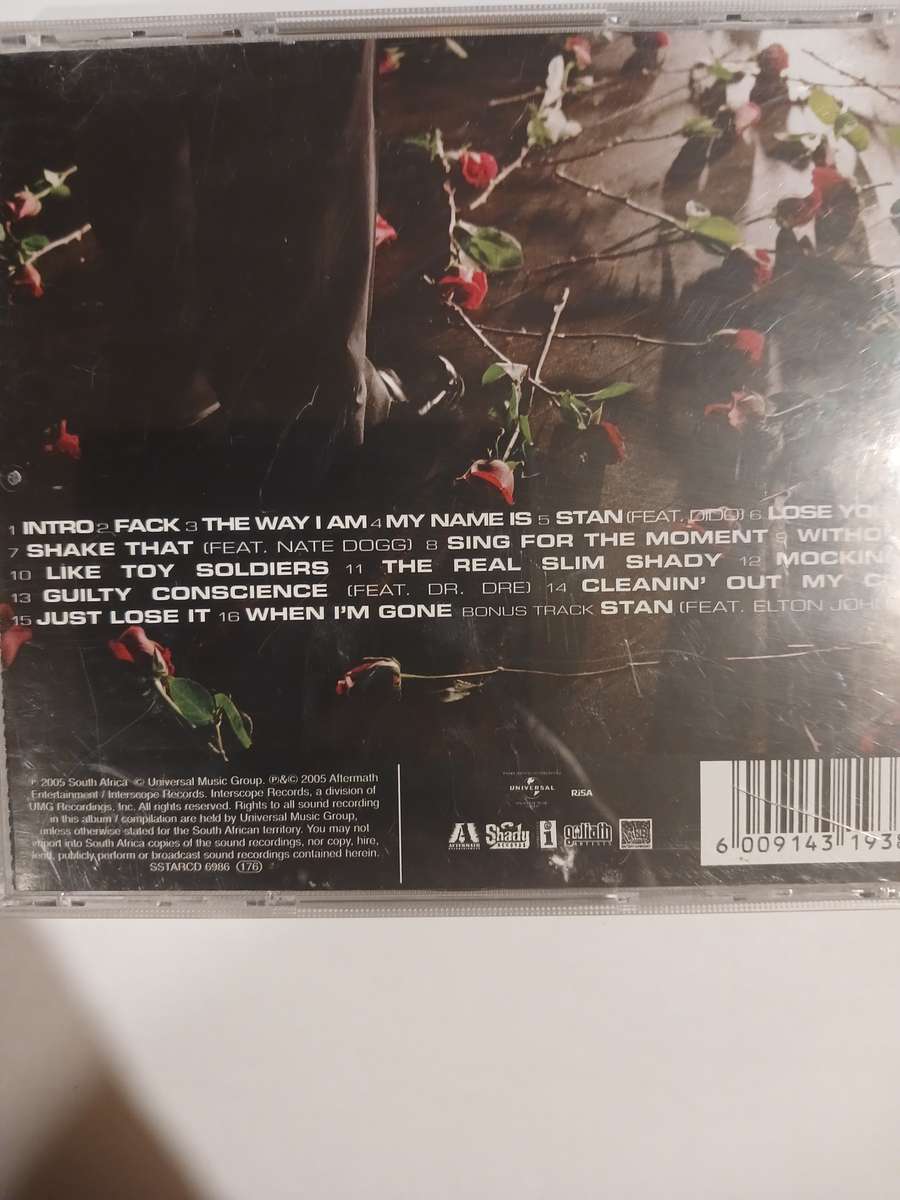 1 INTRO 2 FACK 3 THE WAY I AM 4 MY NAME IS 5 STAN (FEAT. DIDO) 6 LOSE YO
7 SHAKE THAT (FEAT. NATE DOGG) 8 SING FOR THE MOMENT 9 WITHO
10 LIKE TOY SOLDIERS 11 THE REAL SLIM SHADY 12 MOCKIN
13 GUILTY CONSCIENCE (FEAT. DR. DRE) 14 CLEANIN' OUT MY C
15 JUST LOSE IT 16 WHEN I'M GONE BONUS TRACK STAN (FEAT. ELTON JOHN
℗ 2005 South Africa © Universal Music Group. ℗&© 2005 Aftermath
Entertainment / Interscope Records. Interscope Records, a division of
UMG Recordings, Inc. All rights reserved. Rights to all sound recording
in this album / compilation are held by Universal Music Group,
unless otherwise stated for the South African territory. You may not
import into South Africa copies of the sound recordings, nor copy, hire,
lend, publicly perform or broadcast sound recordings contained herein.
SSTARCD 6986 (176)
UNIVERSAL
RiSA
AFTERMATH
Shady
RECORDS
i
goliath
ARTISTS
6 009143 1938